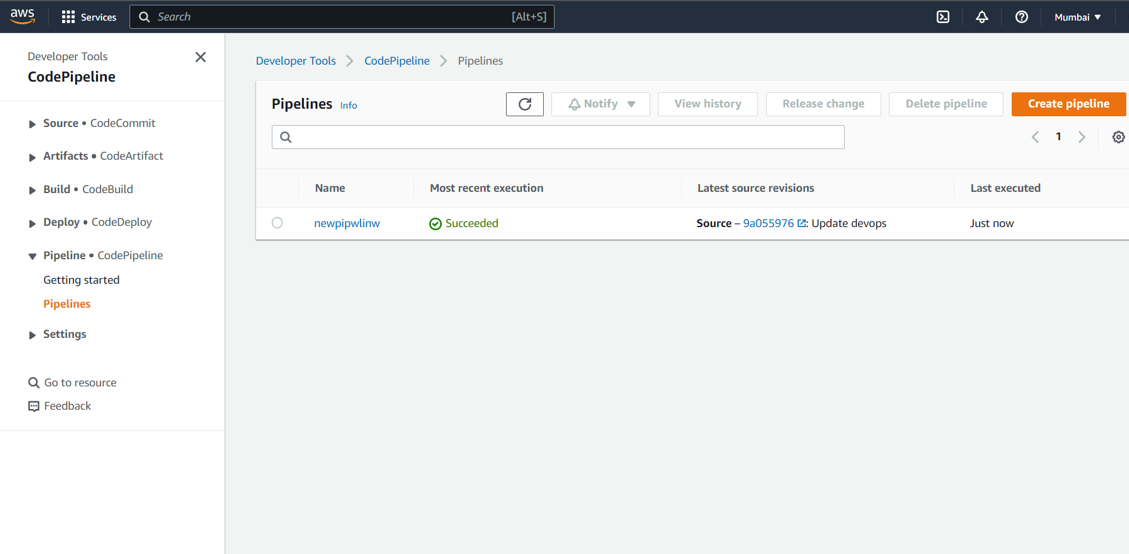 aws Services Search [Alt+S] Mumbai
Developer Tools
CodePipeline
Source • CodeCommit
Artifacts • CodeArtifact
Build • CodeBuild
Deploy • CodeDeploy
Pipeline • CodePipeline
Getting started
Pipelines
Settings
Go to resource
Feedback
Developer Tools > CodePipeline > Pipelines
Pipelines Info Notify View history Release change Delete pipeline Create pipeline
1
Name Most recent execution Latest source revisions Last executed
newpipwlinw Succeeded Source – 9a055976: Update devops Just now